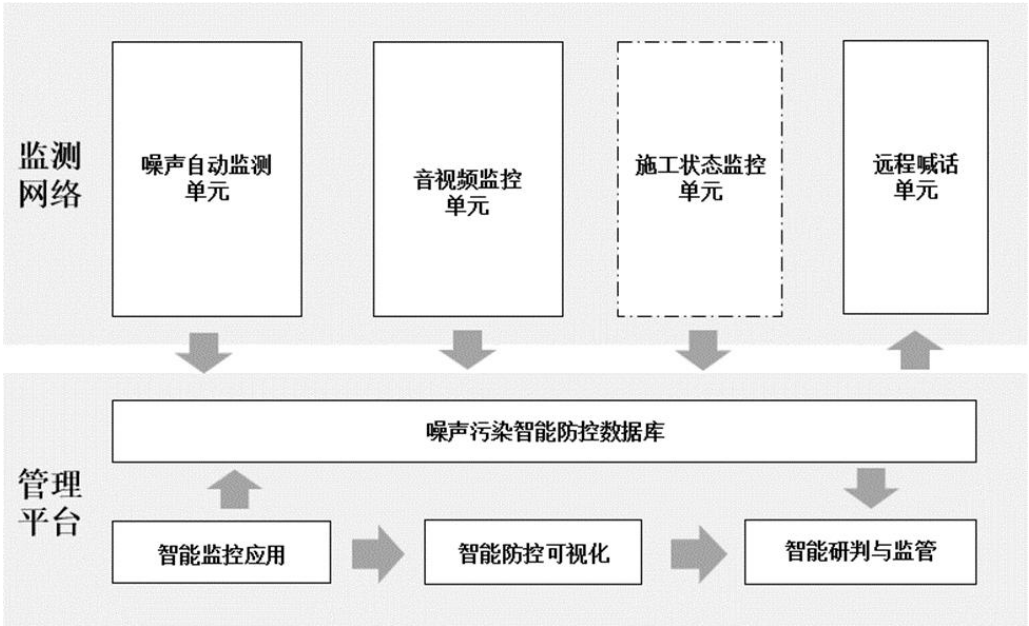 监测
网络
噪声自动监测
单元
音视频监控
单元
施工状态监控
单元
远程喊话
单元
管理
平台
噪声污染智能防控数据库
智能监控应用
智能防控可视化
智能研判与监管